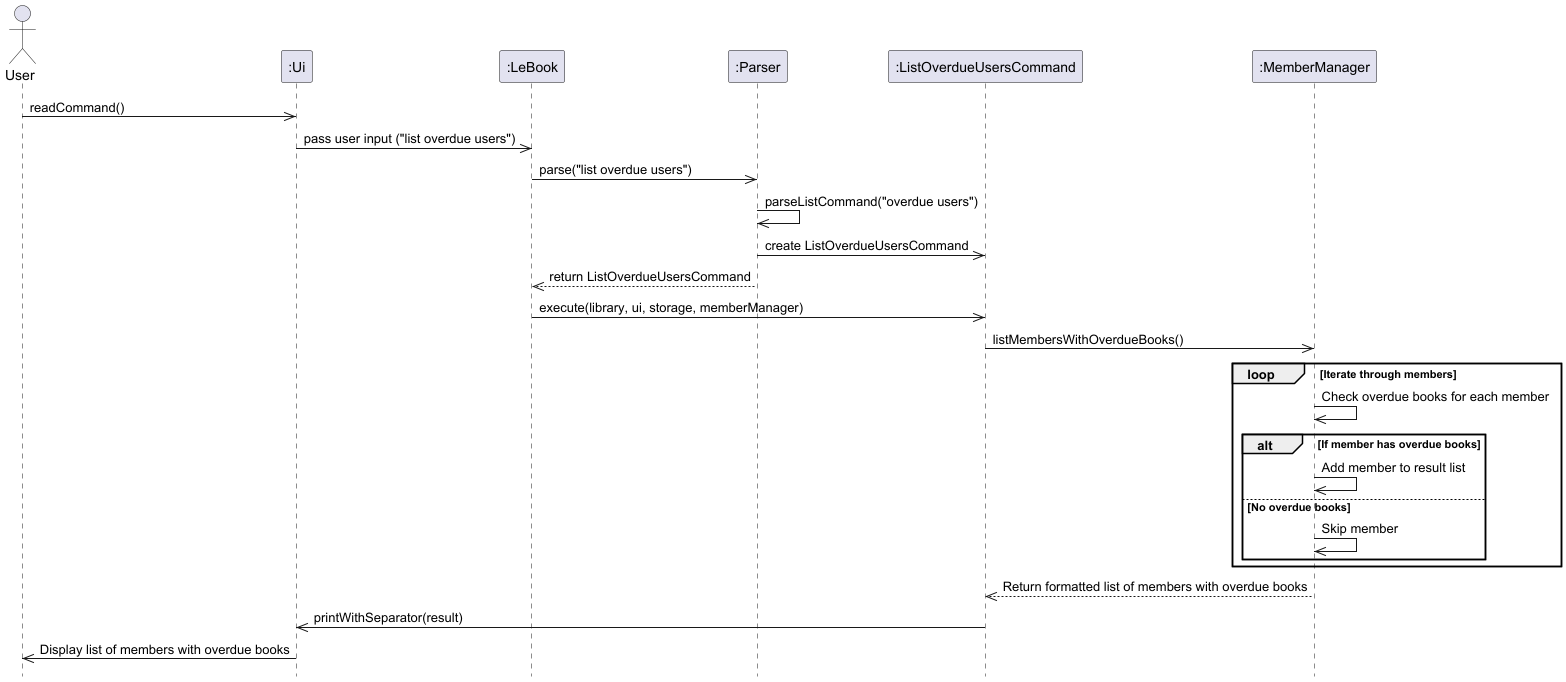 User
:Ui
:LeBook
:Parser
:ListOverdueUsersCommand
:MemberManager
readCommand()
pass user input ("list overdue users")
parse("list overdue users")
parseListCommand("overdue users")
create ListOverdueUsersCommand
return ListOverdueUsersCommand
execute(library, ui, storage, memberManager)
listMembersWithOverdueBooks()
loop [Iterate through members]
Check overdue books for each member
alt [If member has overdue books]
Add member to result list
[No overdue books]
Skip member
Return formatted list of members with overdue books
printWithSeparator(result)
Display list of members with overdue books